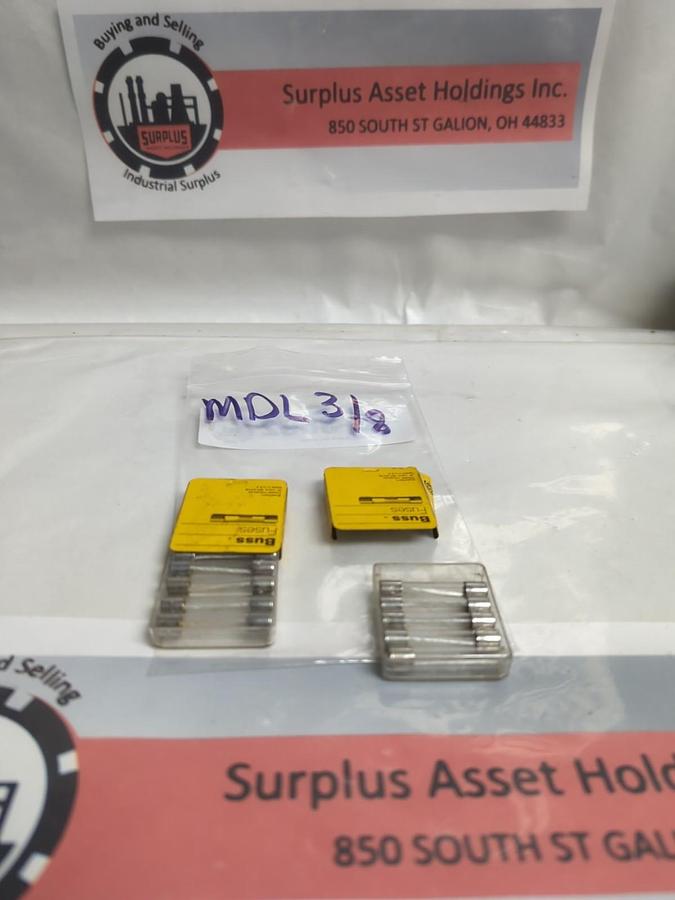 Buying and Selling
SURPLUS
Industrial Surplus
Surplus Asset Holdings Inc.
850 SOUTH ST GALION, OH 44833
MDL 3/8
Buss
Fuses
Buss
Fuses
d Selling
Surplus Asset Hold
850 SOUTH ST GAL